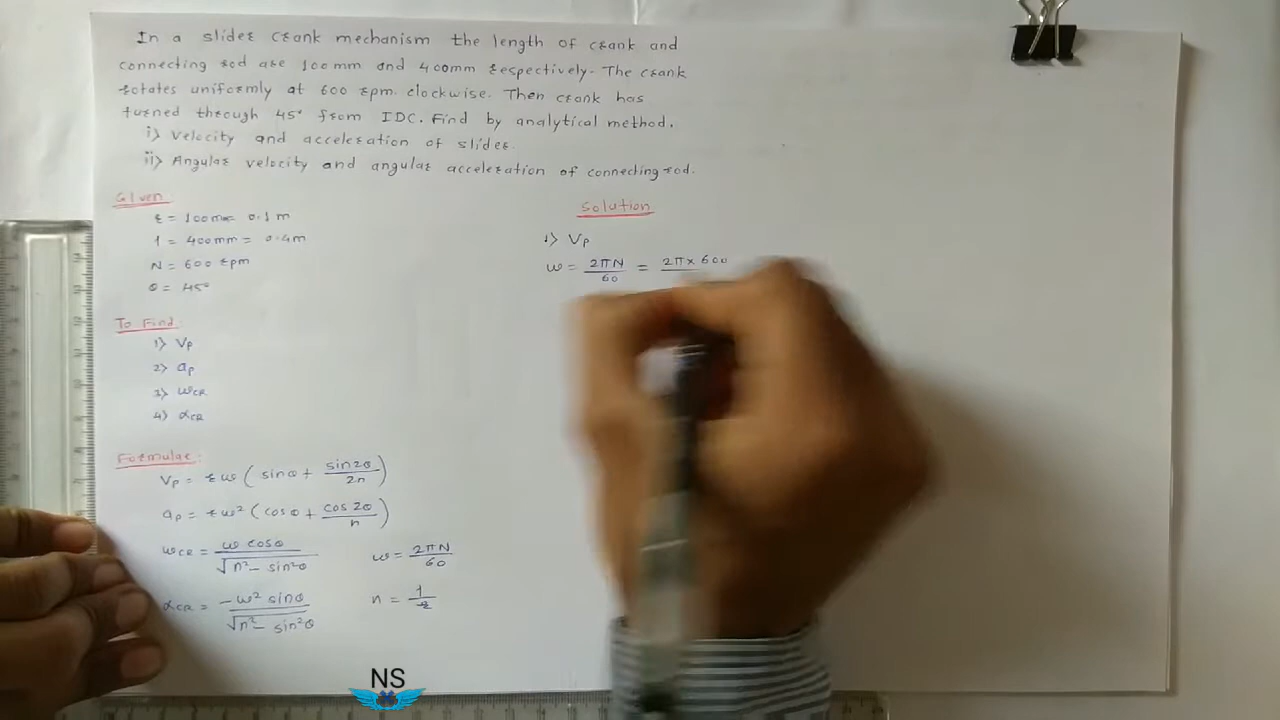 In a slider crank mechanism the length of crank and
connecting rod are 100mm and 400mm respectively. The crank
rotates uniformly at 600 rpm. clockwise. Then crank has
turned through 45° from IDC. Find by analytical method.
i) Velocity and acceleration of slider.
ii) Angular velocity and angular acceleration of connecting rod.
Given
r = 100mm = 0.1 m
l = 400mm = 0.4m
N = 600 rpm
θ = 45°
To Find
1) Vp
2) ap
3) ωCR
4) αCR
Formulae:
Vp = rω ( sinθ + sin2θ/2n )
ap = rω² ( cosθ + cos 2θ/n )
ωCR = ω cosθ/√n² - sin²θ
ω = 2πN/60
αCR = -ω² sinθ/√n² - sin²θ
n = l/r
Solution
1) Vp
ω = 2πN/60 = 2π × 600
NS